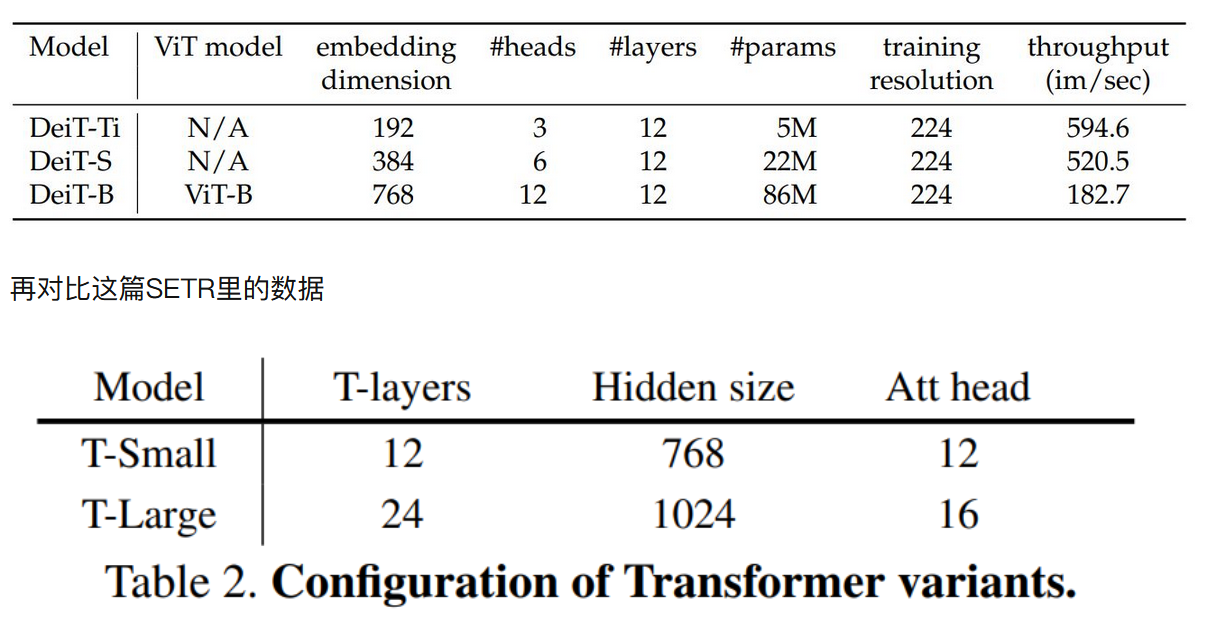 Model ViT model embedding #heads #layers #params training throughput
dimension resolution (im/sec)
DeiT-Ti N/A 192 3 12 5M 224 594.6
DeiT-S N/A 384 6 12 22M 224 520.5
DeiT-B ViT-B 768 12 12 86M 224 182.7
再对比这篇SETR里的数据
Model T-layers Hidden size Att head
T-Small 12 768 12
T-Large 24 1024 16
Table 2. Configuration of Transformer variants.